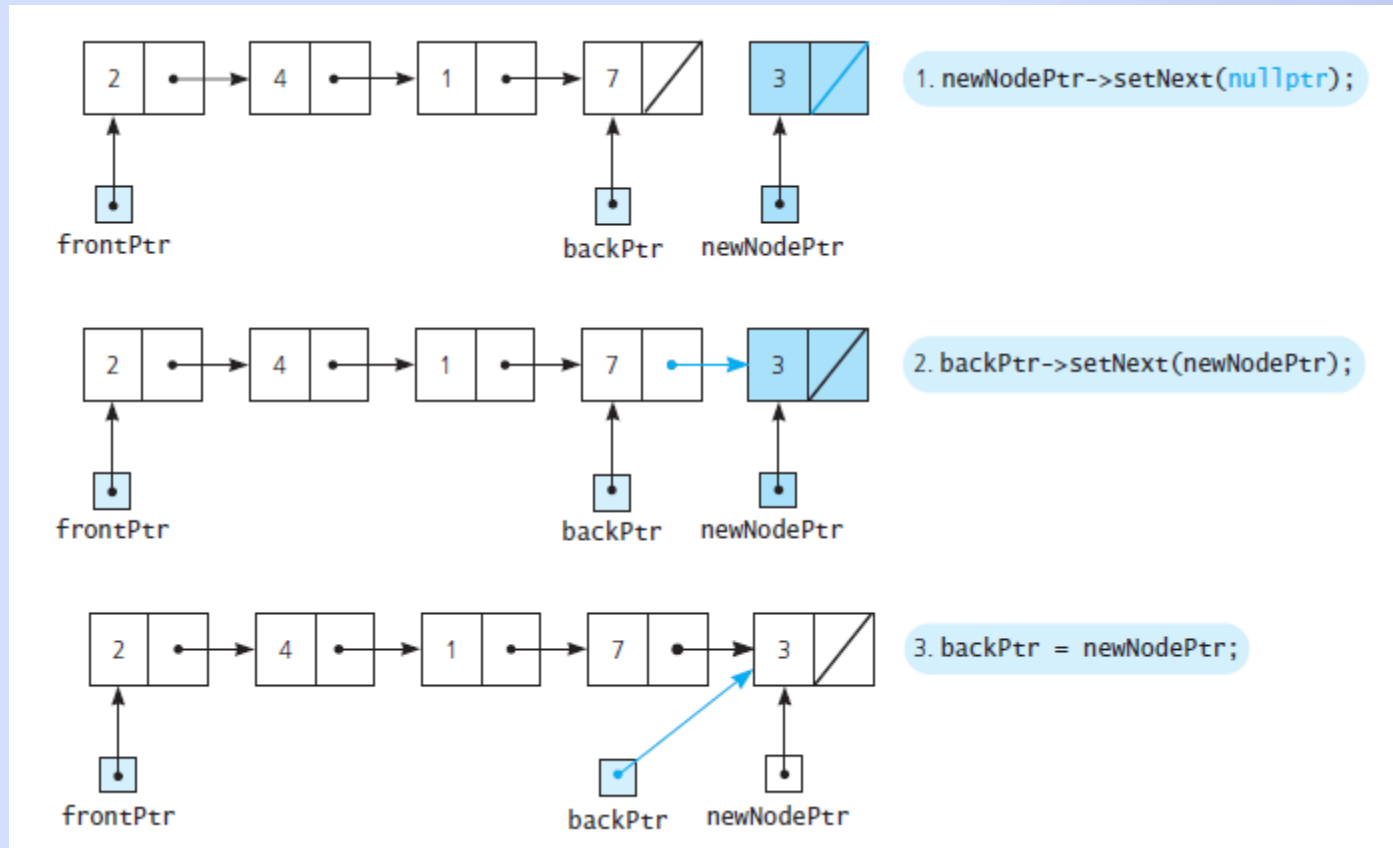 2 4 1 7 3 1. newNodePtr->setNext(nullptr);
frontPtr backPtr newNodePtr
2 4 1 7 3 2. backPtr->setNext(newNodePtr);
frontPtr backPtr newNodePtr
2 4 1 7 3 3. backPtr = newNodePtr;
frontPtr backPtr newNodePtr